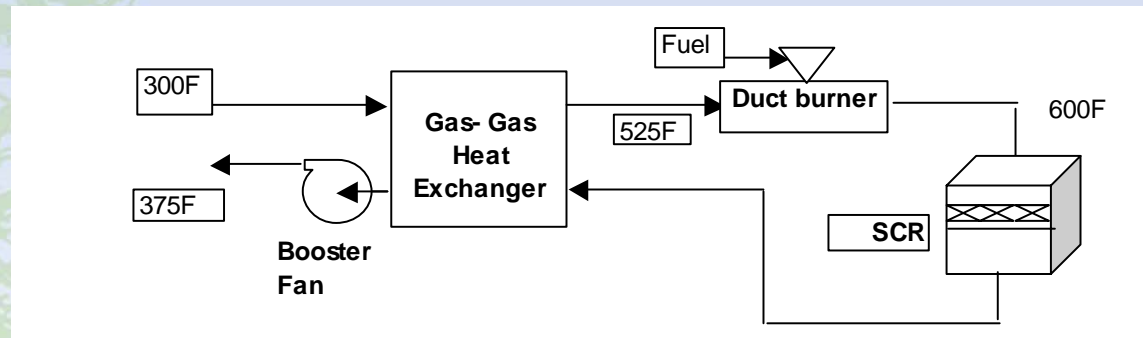 Fuel
300F
Duct burner
600F
Gas- Gas
Heat
Exchanger
525F
375F
SCR
Booster
Fan